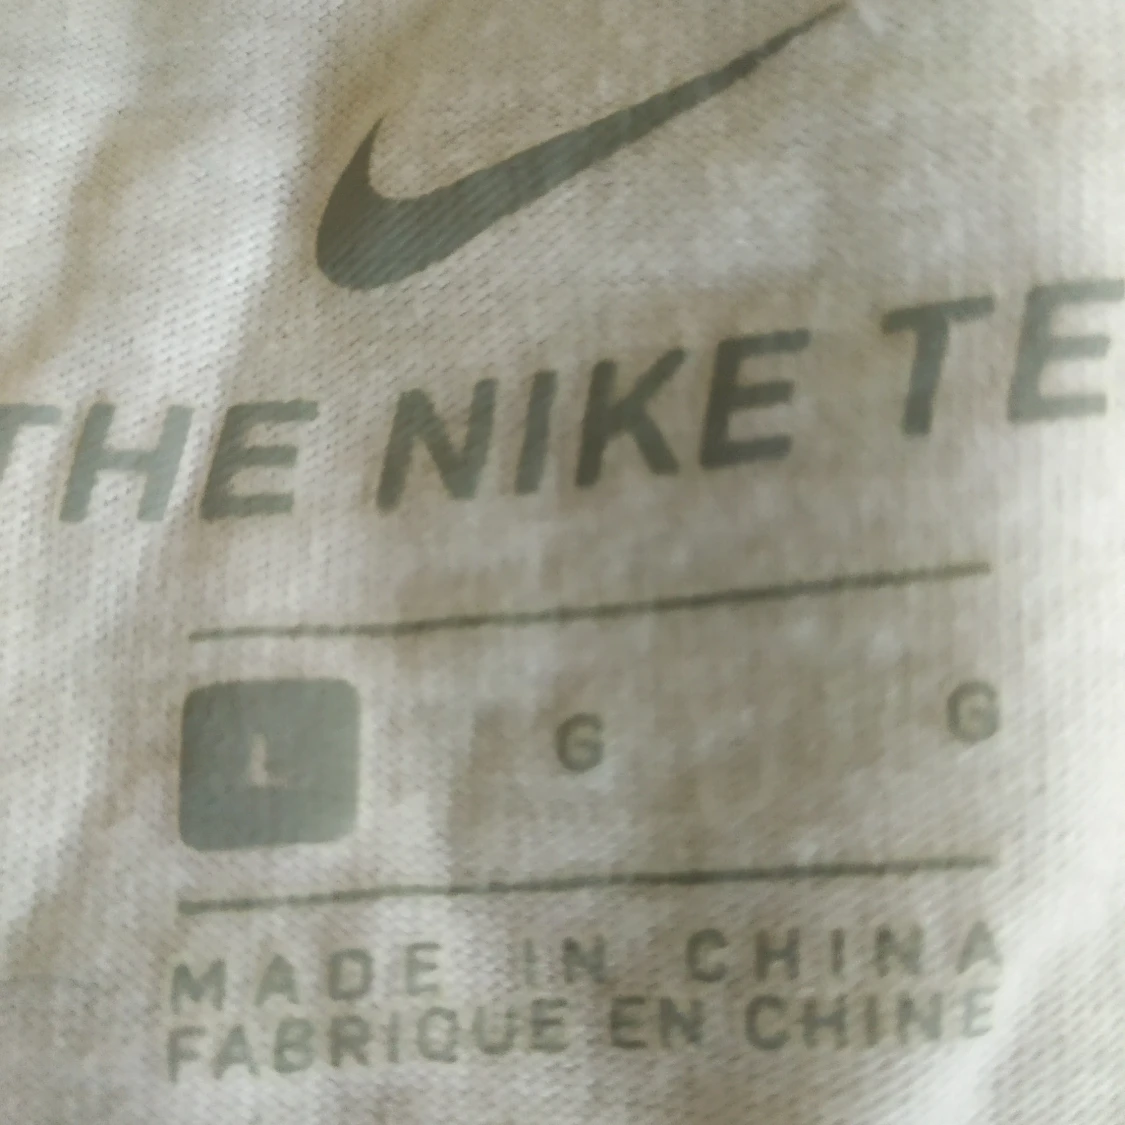 THE NIKE TE
L G G
MADE IN CHINA
FABRIQUE EN CHINE